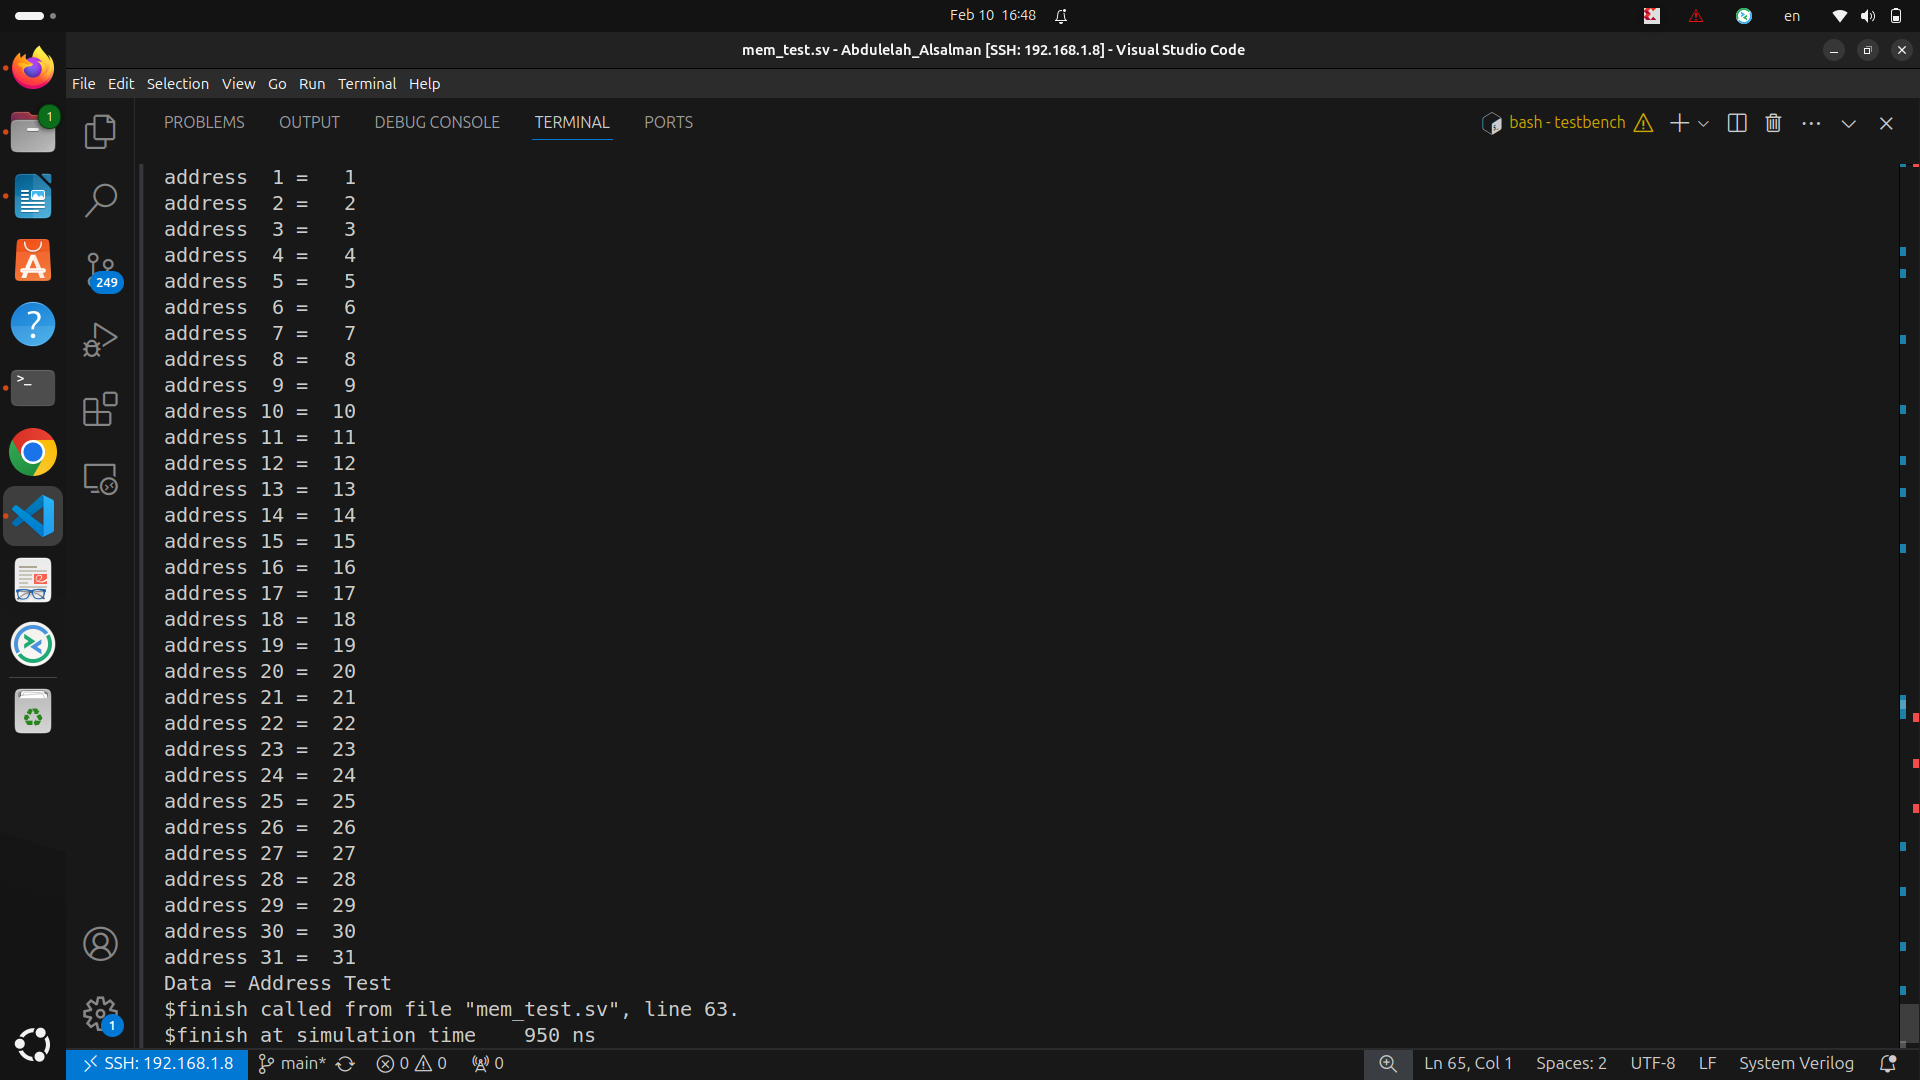 Feb 10 16:48
en
mem_test.sv - Abdulelah_Alsalman [SSH: 192.168.1.8] - Visual Studio Code
File Edit Selection View Go Run Terminal Help
PROBLEMS OUTPUT DEBUG CONSOLE TERMINAL PORTS
bash - testbench
1
249
address  1 =   1
address  2 =   2
address  3 =   3
address  4 =   4
address  5 =   5
address  6 =   6
address  7 =   7
address  8 =   8
address  9 =   9
address 10 =  10
address 11 =  11
address 12 =  12
address 13 =  13
address 14 =  14
address 15 =  15
address 16 =  16
address 17 =  17
address 18 =  18
address 19 =  19
address 20 =  20
address 21 =  21
address 22 =  22
address 23 =  23
address 24 =  24
address 25 =  25
address 26 =  26
address 27 =  27
address 28 =  28
address 29 =  29
address 30 =  30
address 31 =  31
Data = Address Test
$finish called from file "mem_test.sv", line 63.
$finish at simulation time    950 ns
1
SSH: 192.168.1.8 main* 0 0 0 Ln 65, Col 1 Spaces: 2 UTF-8 LF System Verilog